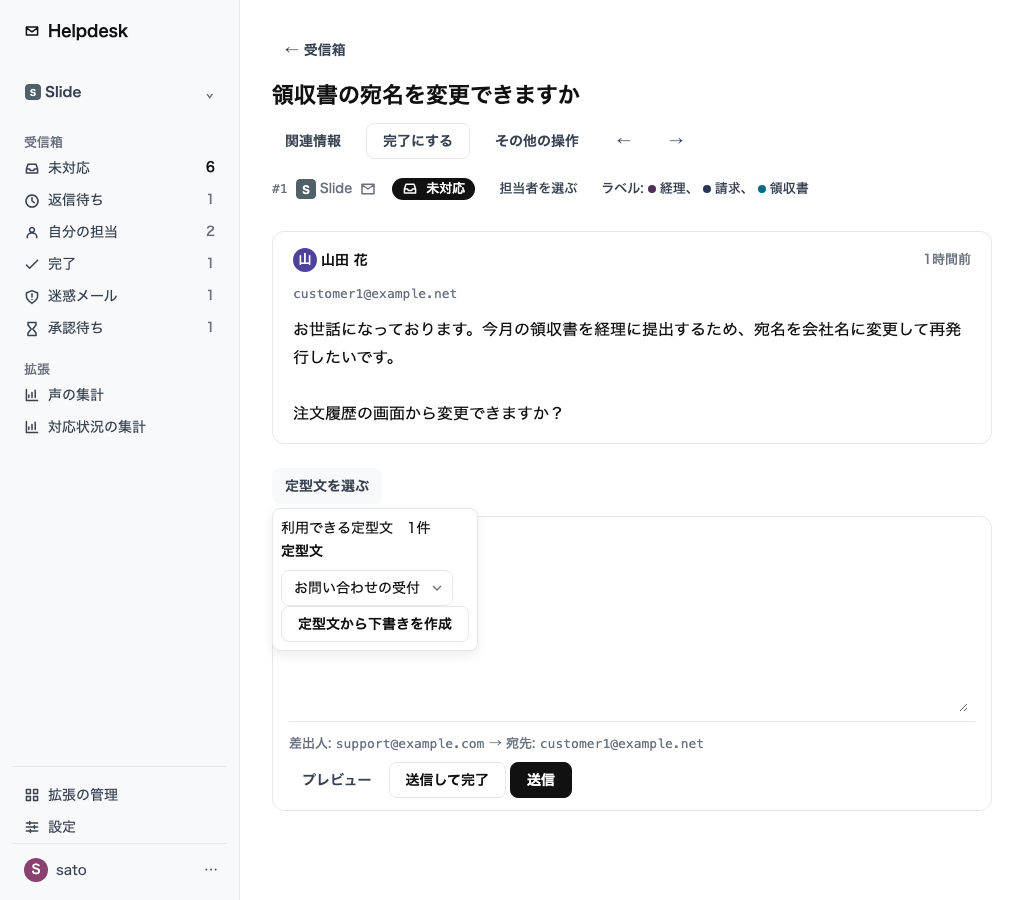 Helpdesk
S Slide
受信箱
未対応 6
返信待ち 1
自分の担当 2
完了 1
迷惑メール 1
承認待ち 1
拡張
声の集計
対応状況の集計
拡張の管理
設定
S sato ···
← 受信箱
領収書の宛名を変更できますか
関連情報 完了にする その他の操作 ← →
#1 S Slide 未対応 担当者を選ぶ ラベル: 経理、 請求、 領収書
山 山田 花 1時間前
customer1@example.net
お世話になっております。今月の領収書を経理に提出するため、宛名を会社名に変更して再発
行したいです。
注文履歴の画面から変更できますか？
定型文を選ぶ
利用できる定型文 1件
定型文
お問い合わせの受付
定型文から下書きを作成
差出人: support@example.com → 宛先: customer1@example.net
プレビュー 送信して完了 送信